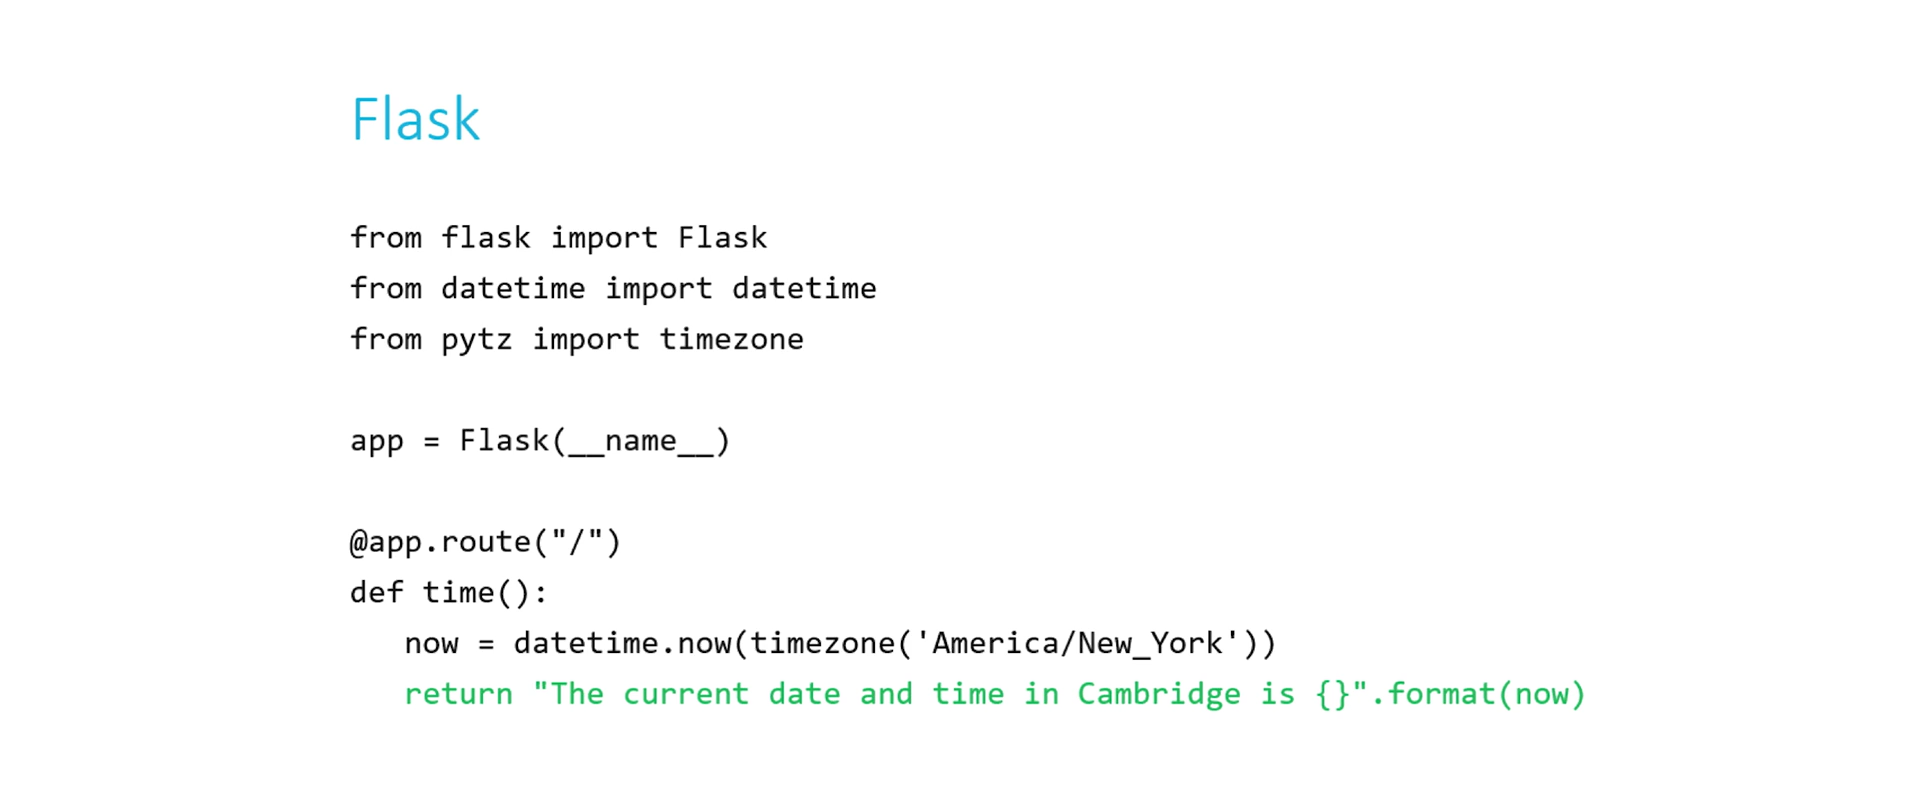 Flask
from flask import Flask
from datetime import datetime
from pytz import timezone
app = Flask(__name__)
@app.route("/")
def time():
   now = datetime.now(timezone('America/New_York'))
   return "The current date and time in Cambridge is {}".format(now)